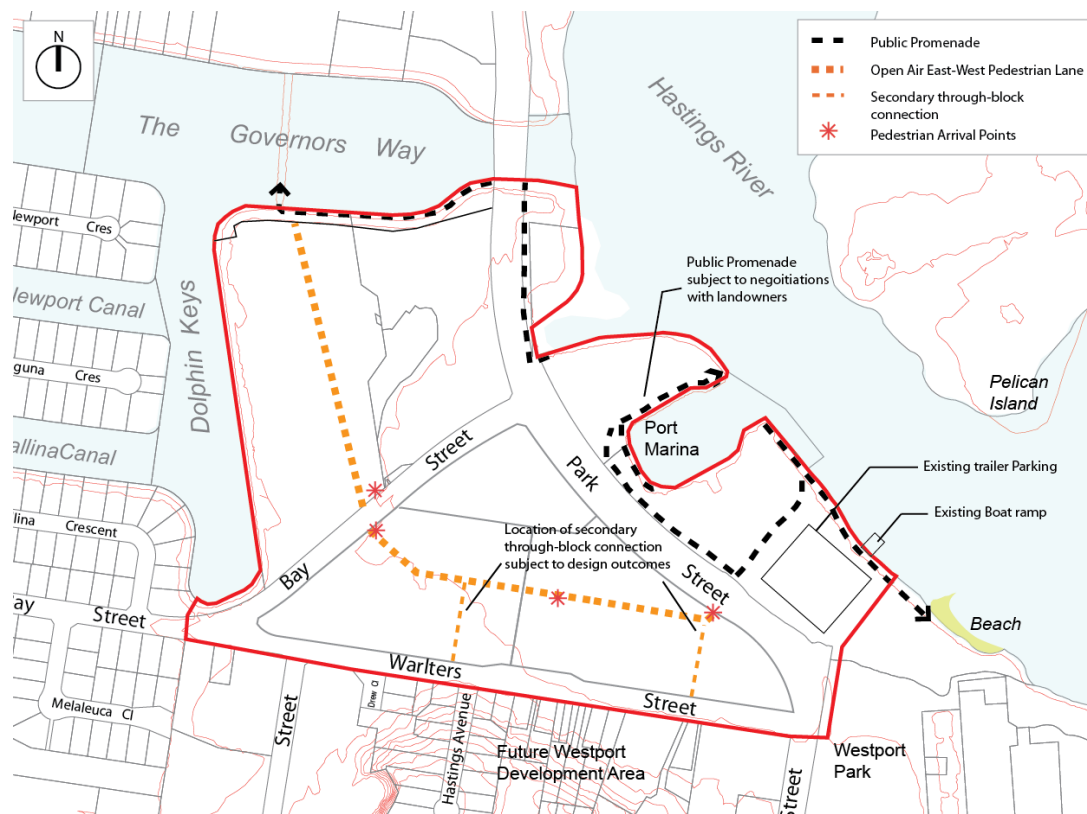 N
Public Promenade
Open Air East-West Pedestrian Lane
Secondary through-block
connection
Pedestrian Arrival Points
The Governors Way
Hastings River
Newport Cres
Newport Canal
Dolphin Keys
guna Cres
allinaCanal
lina Crescent
ay Street
Melaleuca Cl
Public Promenade
subject to negoitiations
with landowners
Pelican
Island
Port
Marina
Existing trailer Parking
Existing Boat ramp
Bay Street
Park Street
Location of secondary
through-block connection
subject to design outcomes
Beach
Warlters Street
Street
Drew Cl
Hastings Avenue
Future Westport
Development Area
Street
Westport
Park